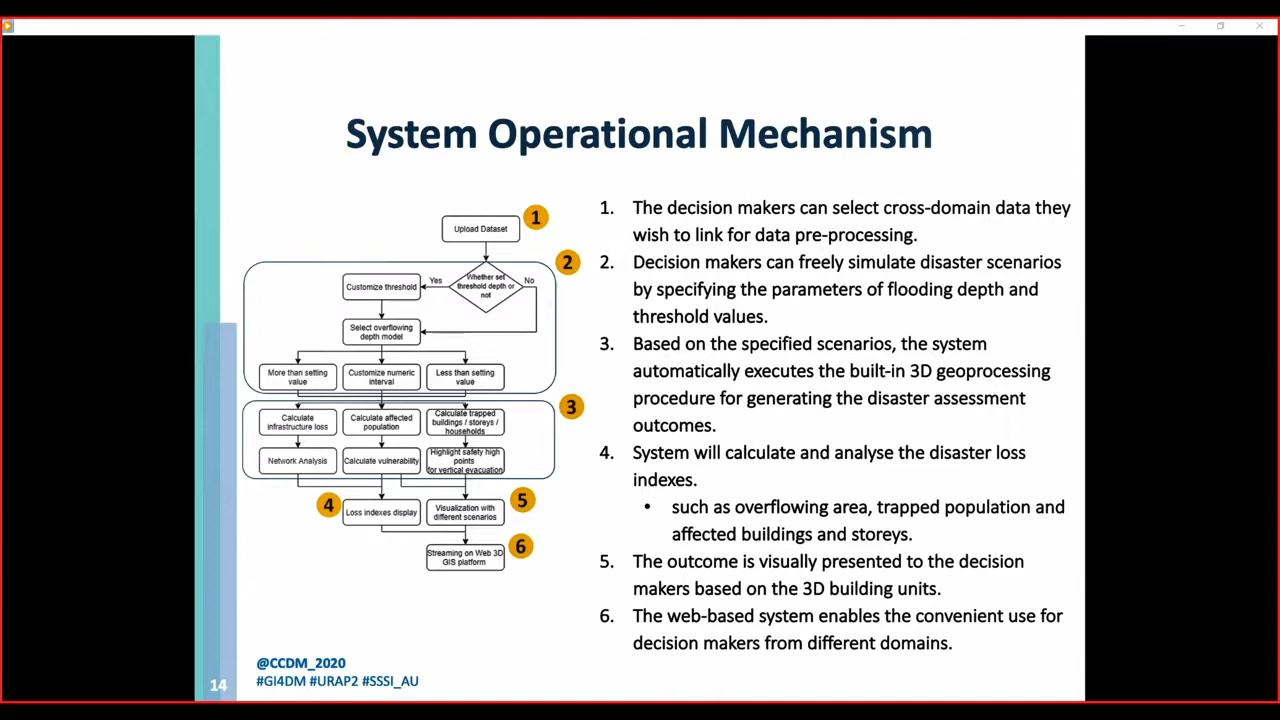 System Operational Mechanism
1
Upload Dataset
2
Whether set
threshold depth or
not
Yes
No
Customize threshold
Select overflowing
depth model
More than setting
value
Customize numeric
interval
Less than setting
value
3
Calculate
infrastructure loss
Calculate affected
population
Calculate trapped
buildings / storeys /
households
Network Analysis
Calculate vulnerability
Highlight safety high
points
for vertical evacuation
4
Loss indexes display
5
Visualization with
different scenarios
6
Streaming on Web 3D
GIS platform
1. The decision makers can select cross-domain data they
wish to link for data pre-processing.
2. Decision makers can freely simulate disaster scenarios
by specifying the parameters of flooding depth and
threshold values.
3. Based on the specified scenarios, the system
automatically executes the built-in 3D geoprocessing
procedure for generating the disaster assessment
outcomes.
4. System will calculate and analyse the disaster loss
indexes.
• such as overflowing area, trapped population and
affected buildings and storeys.
5. The outcome is visually presented to the decision
makers based on the 3D building units.
6. The web-based system enables the convenient use for
decision makers from different domains.
@CCDM_2020
#GI4DM #URAP2 #SSSI_AU
14